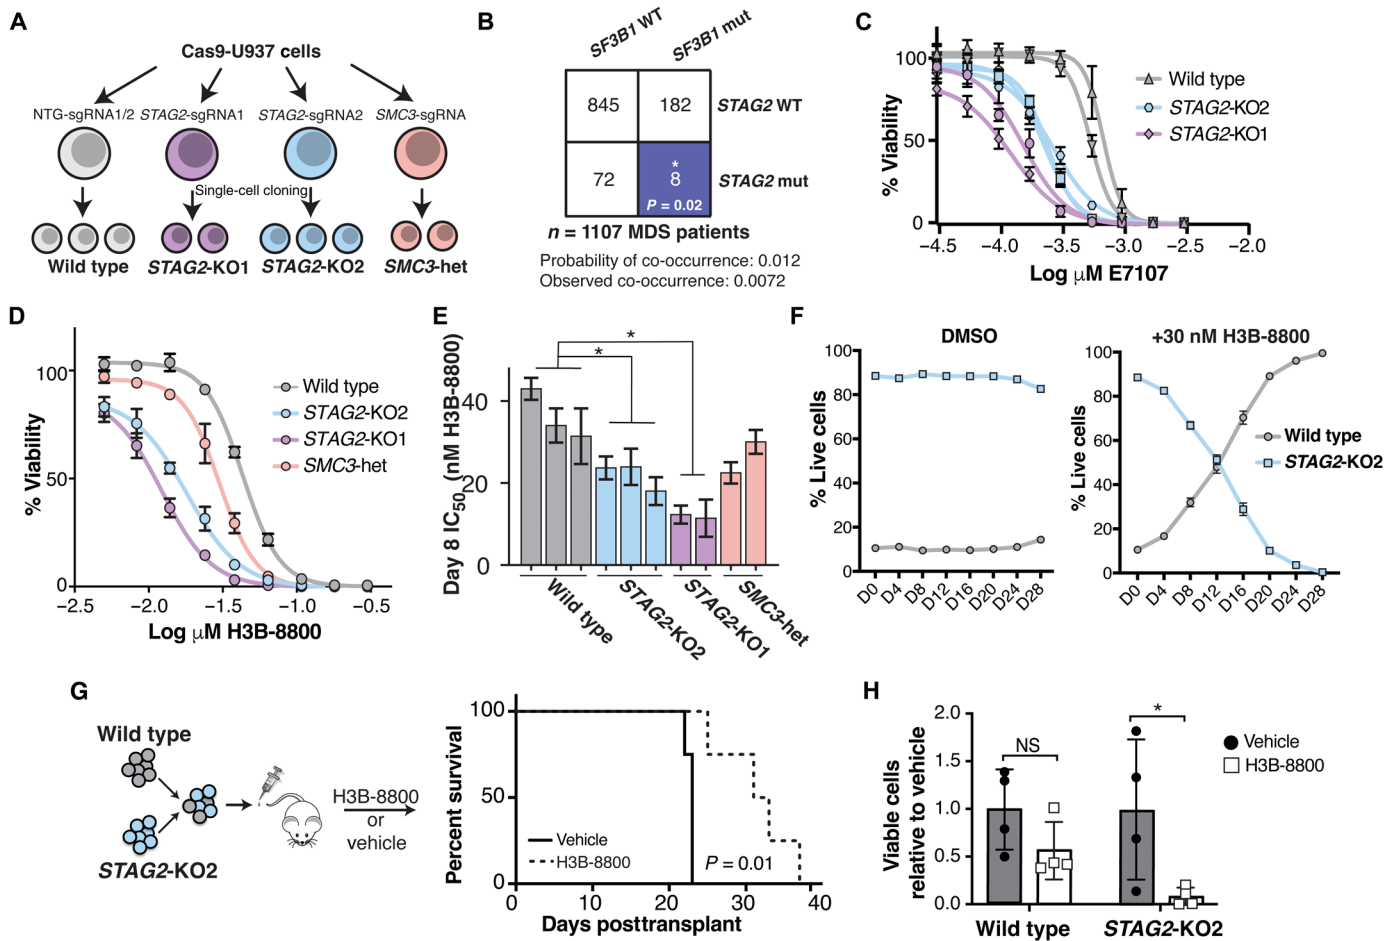 A
Cas9-U937 cells
NTG-sgRNA1/2 STAG2-sgRNA1 STAG2-sgRNA2 SMC3-sgRNA
Single-cell cloning
Wild type STAG2-KO1 STAG2-KO2 SMC3-het
B
SF3B1 WT SF3B1 mut
845 182 STAG2 WT
72 * 8 STAG2 mut
P = 0.02
n = 1107 MDS patients
Probability of co-occurrence: 0.012
Observed co-occurrence: 0.0072
C
% Viability
100
50
0
−4.5 −4.0 −3.5 −3.0 −2.5 −2.0
Log µM E7107
Wild type
STAG2-KO2
STAG2-KO1
D
% Viability
100
50
0
−2.5 −2.0 −1.5 −1.0 −0.5
Log µM H3B-8800
Wild type
STAG2-KO2
STAG2-KO1
SMC3-het
E
Day 8 IC50 (nM H3B-8800)
40
20
0
*
*
Wild type STAG2-KO2 STAG2-KO1 SMC3-het
F
DMSO
% Live cells
100
80
60
40
20
0
D0 D4 D8 D12 D16 D20 D24 D28
+30 nM H3B-8800
% Live cells
100
80
60
40
20
0
D0 D4 D8 D12 D16 D20 D24 D28
Wild type
STAG2-KO2
G
Wild type
STAG2-KO2
H3B-8800
or
vehicle
Percent survival
100
50
0
0 10 20 30 40
Days posttransplant
Vehicle
H3B-8800
P = 0.01
H
Viable cells
relative to vehicle
2.0
1.5
1.0
0.5
0.0
NS
*
Wild type STAG2-KO2
Vehicle
H3B-8800